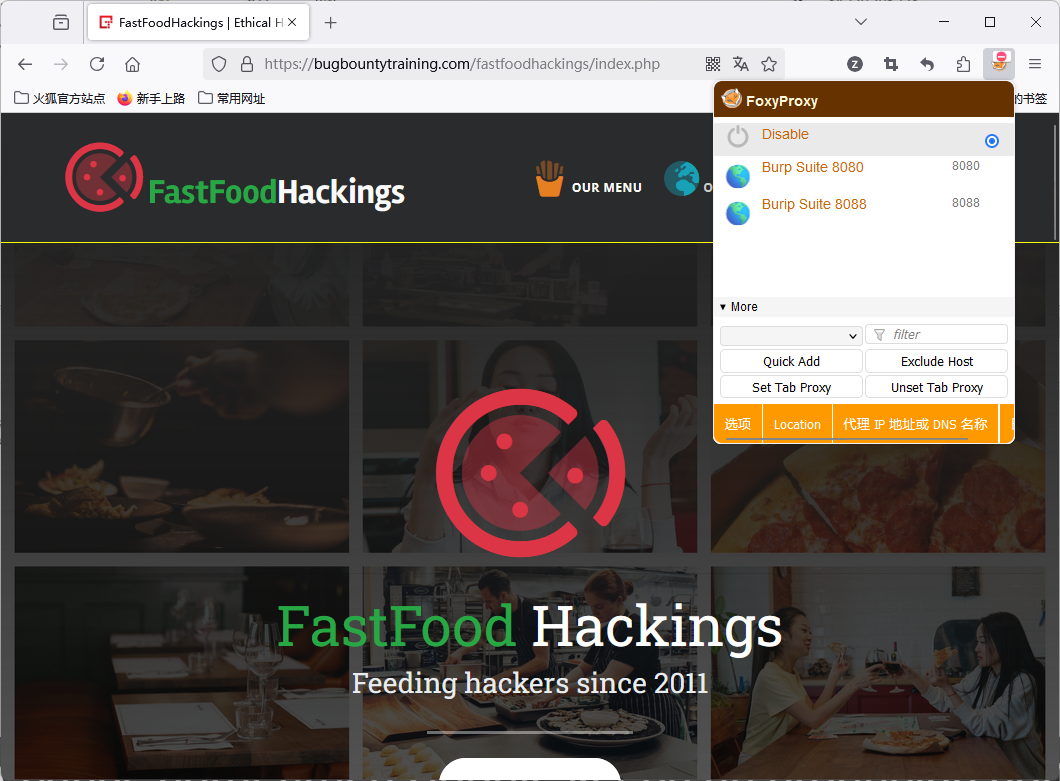 FastFoodHackings | Ethical H
https://bugbountytraining.com/fastfoodhackings/index.php
火狐官方站点 新手上路 常用网址 的书签
FoxyProxy
Disable
Burp Suite 8080 8080
Burip Suite 8088 8088
More
filter
Quick Add Exclude Host
Set Tab Proxy Unset Tab Proxy
选项 Location 代理 IP 地址或 DNS 名称
FastFoodHackings
OUR MENU O
FastFood Hackings
Feeding hackers since 2011